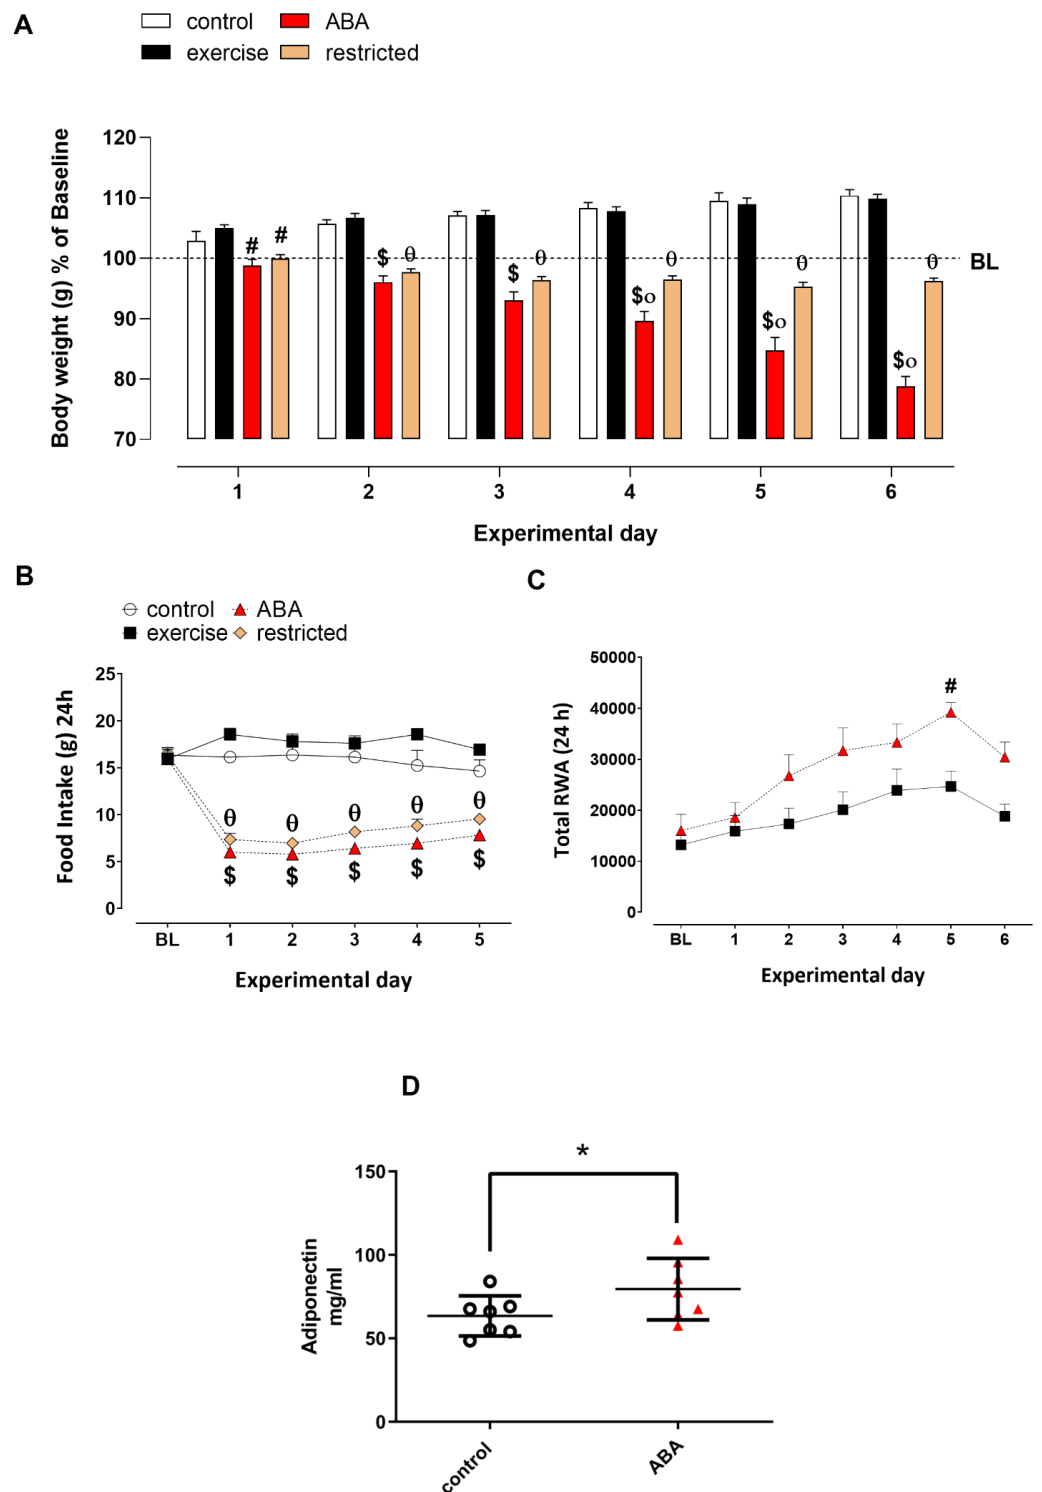 A
control ABA
exercise restricted
Body weight (g) % of Baseline
120
110
100
90
80
70
# #
$ θ
$ θ
$o θ
$o θ
$o θ
BL
1 2 3 4 5 6
Experimental day
B
control ABA
exercise restricted
Food Intake (g) 24h
25
20
15
10
5
0
θ θ θ θ θ
$ $ $ $ $
BL 1 2 3 4 5
Experimental day
C
Total RWA (24 h)
50000
40000
30000
20000
10000
0
#
BL 1 2 3 4 5 6
Experimental day
D
*
Adiponectin
mg/ml
150
100
50
0
control ABA